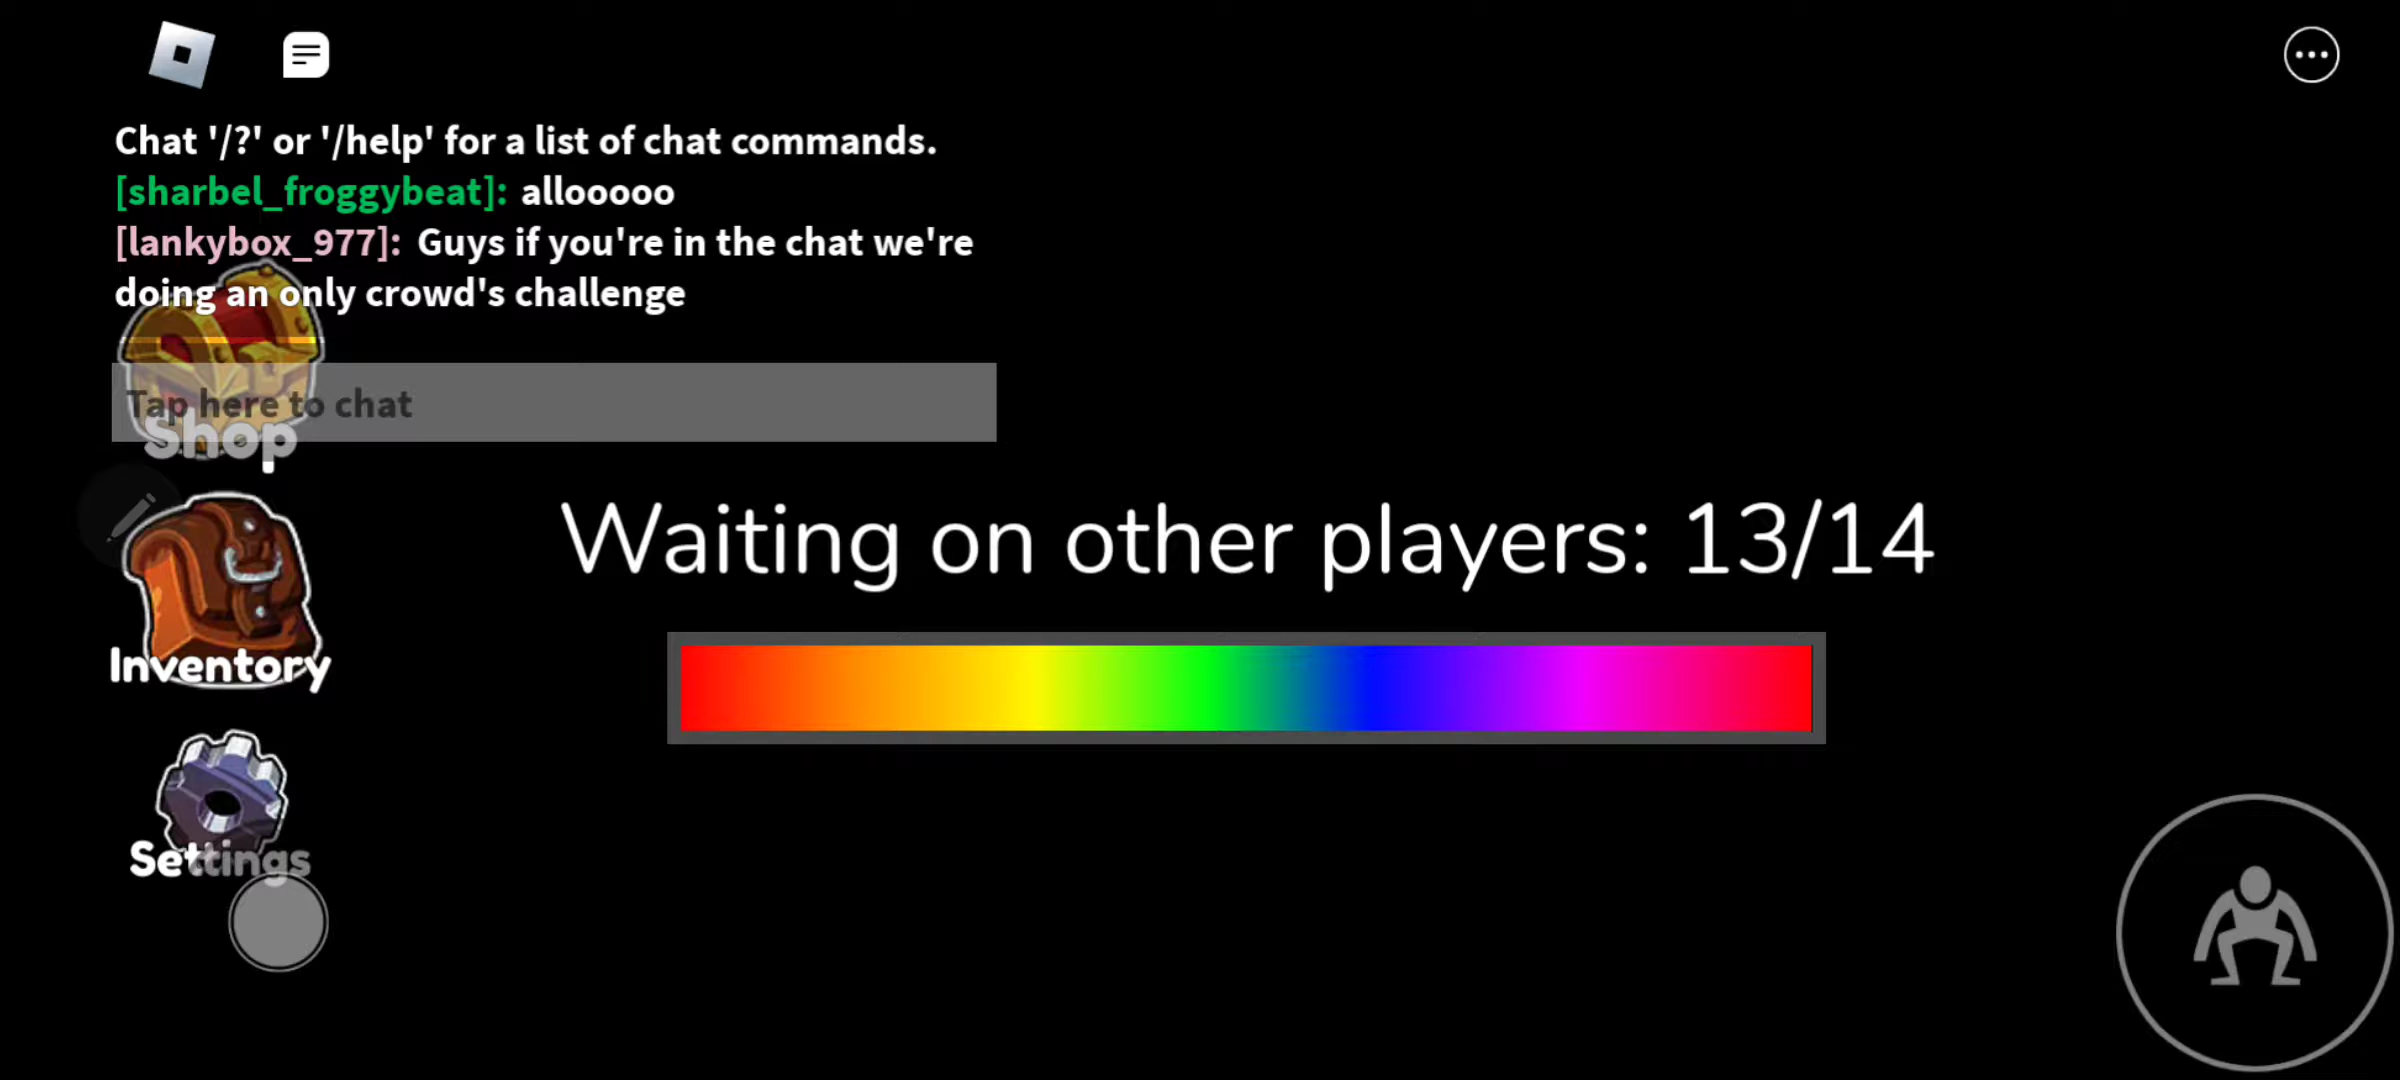 Chat '/?' or '/help' for a list of chat commands.
[sharbel_froggybeat]: allooooo
[lankybox_977]: Guys if you're in the chat we're
doing an only crowd's challenge
Tap here to chat
Shop
Waiting on other players: 13/14
Inventory
Settings